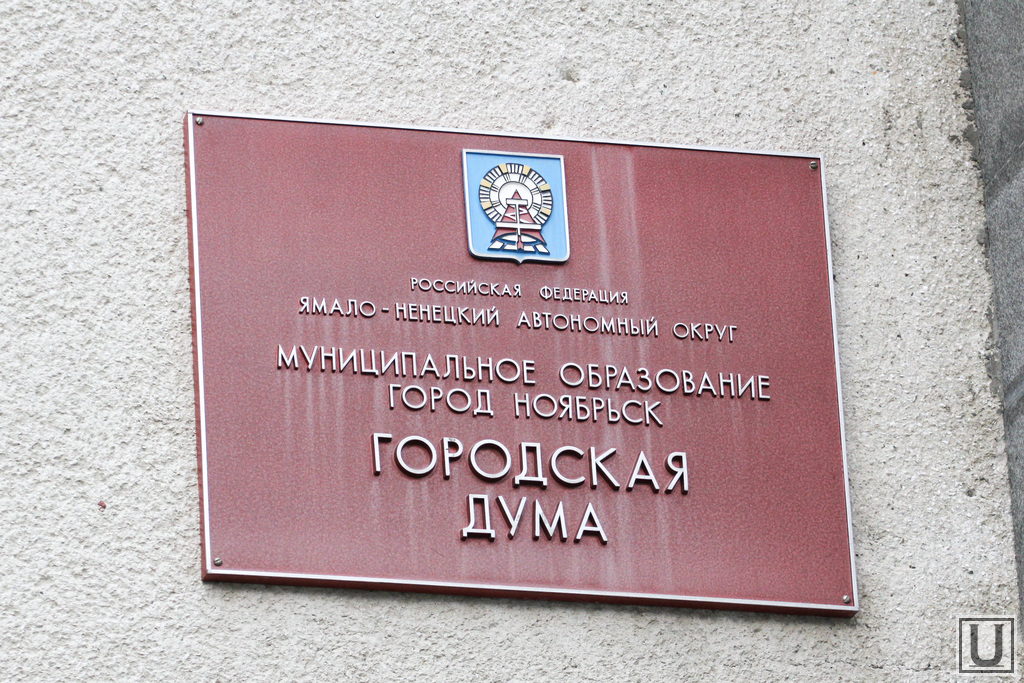 РОССИЙСКАЯ ФЕДЕРАЦИЯ
ЯМАЛО-НЕНЕЦКИЙ АВТОНОМНЫЙ ОКРУГ
МУНИЦИПАЛЬНОЕ ОБРАЗОВАНИЕ
ГОРОД НОЯБРЬСК
ГОРОДСКАЯ
ДУМА
U